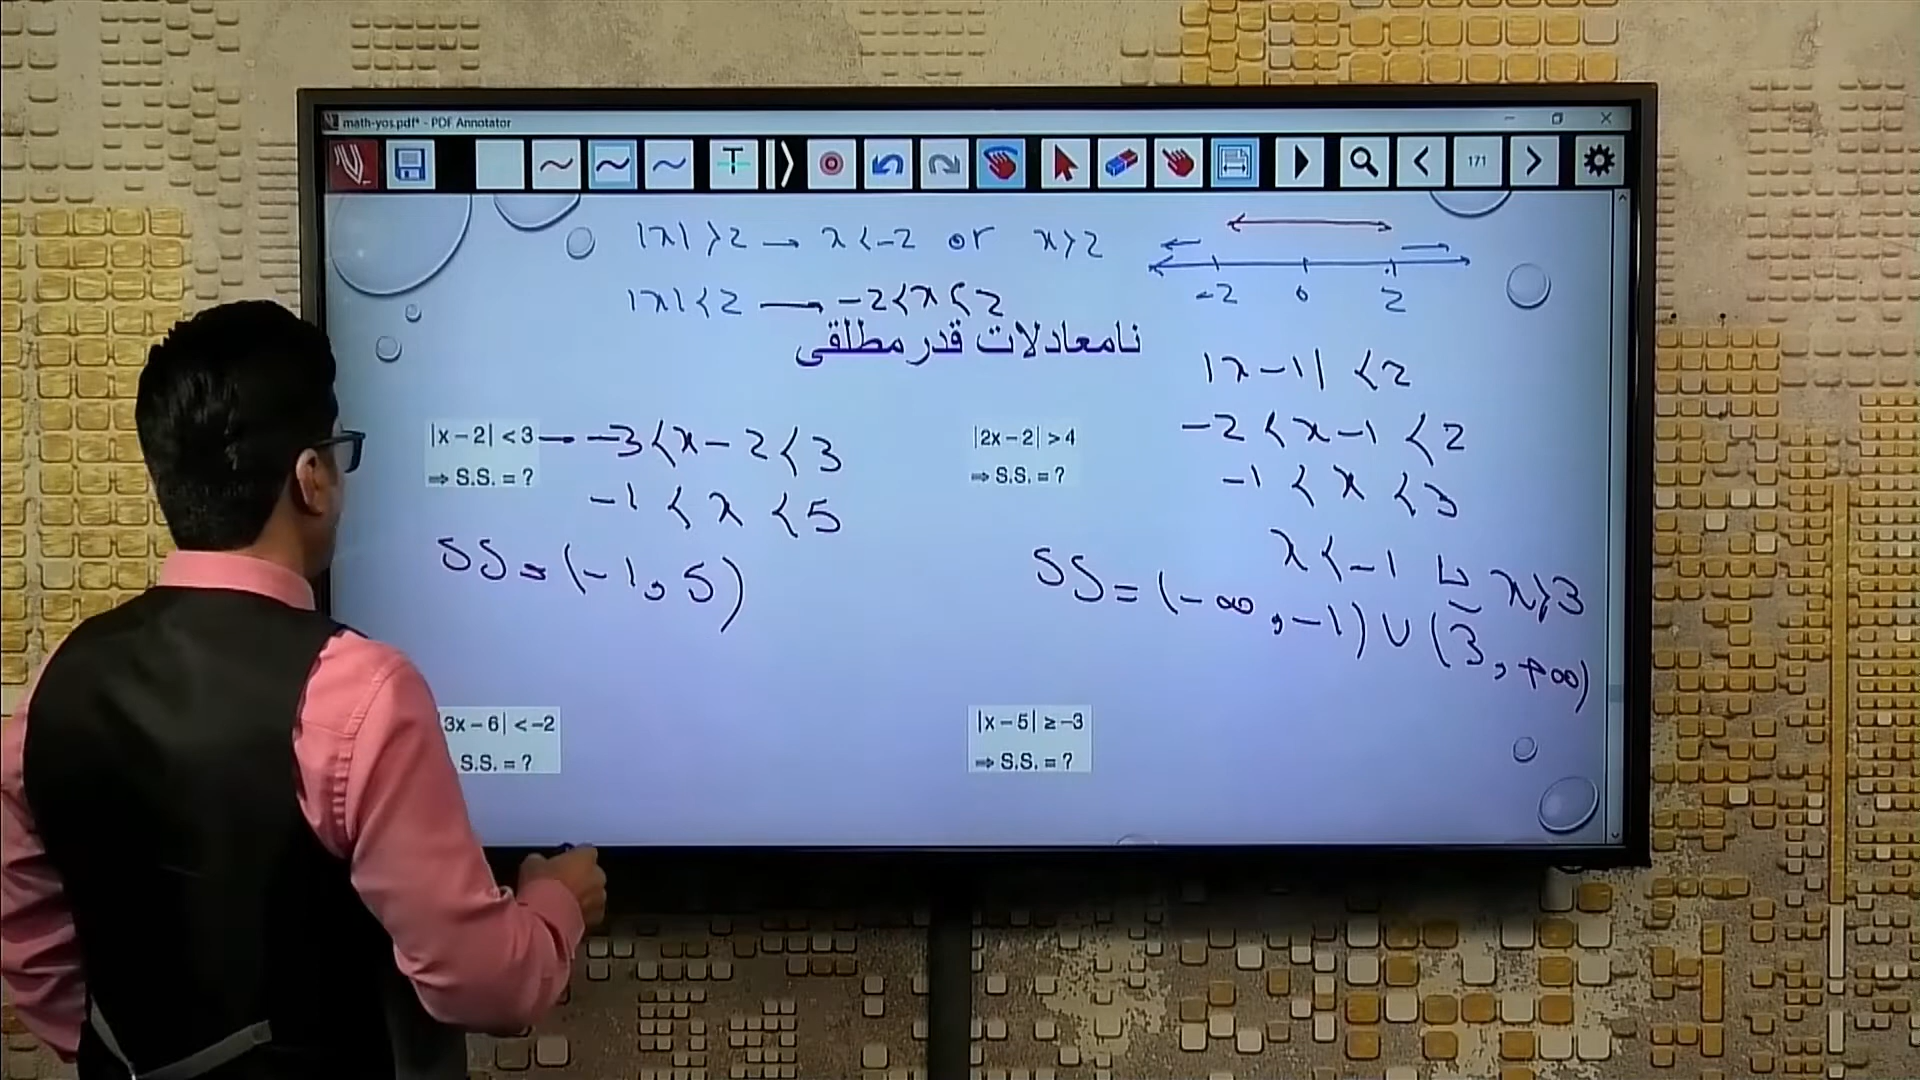 math-yos.pdf* - PDF Annotator
171
|x| > 2 → x < -2 or x > 2
|x| < 2 → -2 < x < 2
-2 0 2
نامعادلات قدر مطلقی
|x – 2| < 3 → -3 < x - 2 < 3
⇒ S.S. = ?
-1 < x < 5
SS = (-1, 5)
|2x – 2| > 4
⇒ S.S. = ?
|x - 1| < 2
-2 < x - 1 < 2
-1 < x < 3
x < -1 یا x > 3
SS = (-∞, -1) ∪ (3, +∞)
|3x – 6| < –2
S.S. = ?
|x – 5| ≥ –3
⇒ S.S. = ?